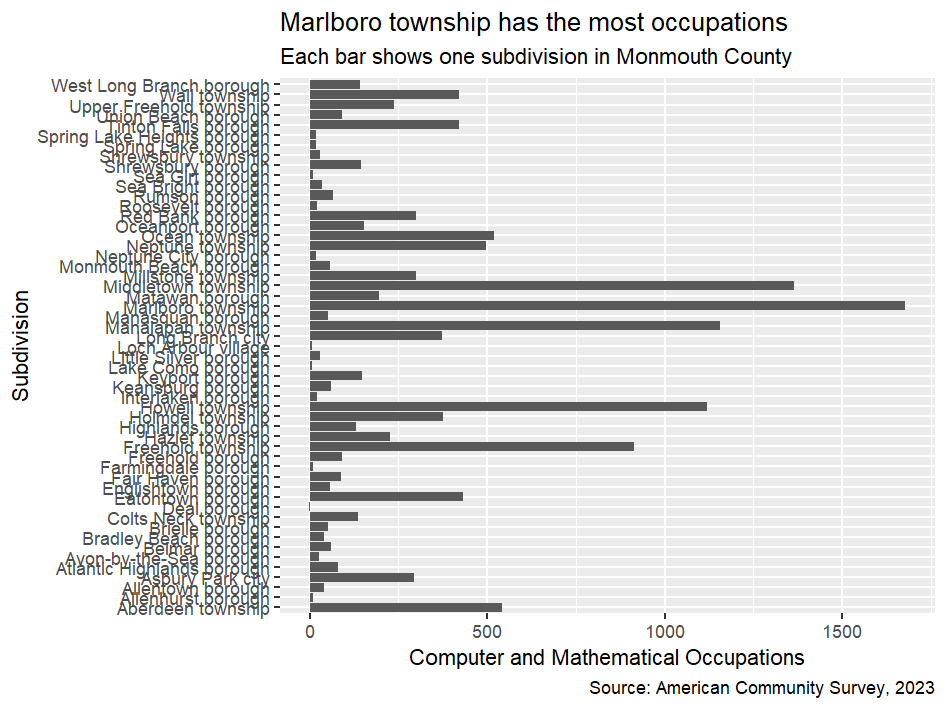 Marlboro township has the most occupations
Each bar shows one subdivision in Monmouth County
West Long Branch borough
Wall township
Upper Freehold township
Union Beach borough
Tinton Falls borough
Spring Lake Heights borough
Spring Lake borough
Shrewsbury township
Shrewsbury borough
Sea Girt borough
Sea Bright borough
Rumson borough
Roosevelt borough
Red Bank borough
Oceanport borough
Ocean township
Neptune township
Neptune City borough
Monmouth Beach borough
Millstone township
Middletown township
Matawan borough
Marlboro township
Manasquan borough
Manalapan township
Long Branch city
Loch Arbour village
Little Silver borough
Lake Como borough
Keyport borough
Keansburg borough
Interlaken borough
Howell township
Holmdel township
Highlands borough
Hazlet township
Freehold township
Freehold borough
Farmingdale borough
Fair Haven borough
Englishtown borough
Eatontown borough
Deal borough
Colts Neck township
Brielle borough
Bradley Beach borough
Belmar borough
Avon-by-the-Sea borough
Atlantic Highlands borough
Asbury Park city
Allentown borough
Allenhurst borough
Aberdeen township
Subdivision
0 500 1000 1500
Computer and Mathematical Occupations
Source: American Community Survey, 2023